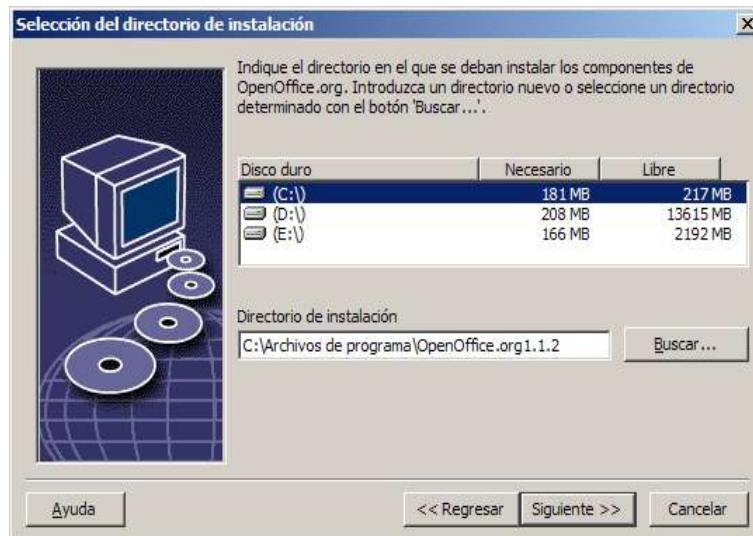 Selección del directorio de instalación
Indique el directorio en el que se deban instalar los componentes de
OpenOffice.org. Introduzca un directorio nuevo o seleccione un directorio
determinado con el botón 'Buscar...'.
Disco duro Necesario Libre
(C:\) 181 MB 217 MB
(D:\) 208 MB 13615 MB
(E:\) 166 MB 2192 MB
Directorio de instalación
C:\Archivos de programa\OpenOffice.org1.1.2 Buscar...
Ayuda << Regresar Siguiente >> Cancelar